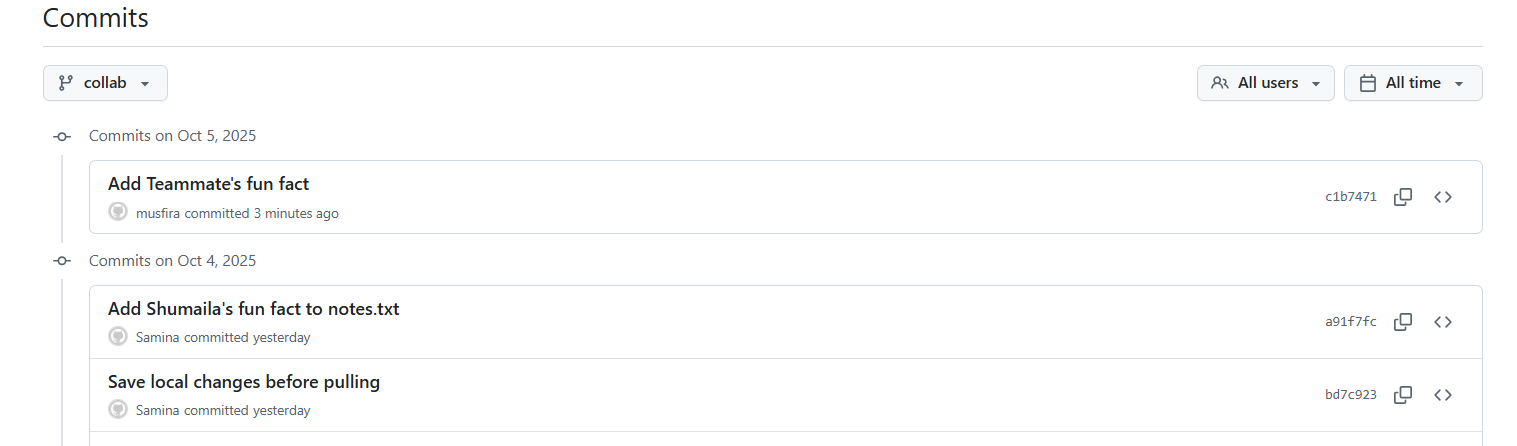 Commits
collab
All users
All time
Commits on Oct 5, 2025
Add Teammate's fun fact
musfira committed 3 minutes ago
c1b7471
Commits on Oct 4, 2025
Add Shumaila's fun fact to notes.txt
Samina committed yesterday
a91f7fc
Save local changes before pulling
Samina committed yesterday
bd7c923